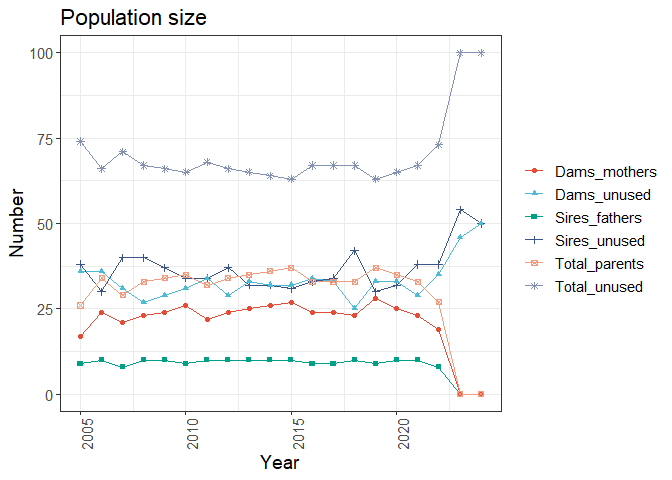 Population size
Number
100
75
50
25
0
2005
2010
2015
2020
Year
Dams_mothers
Dams_unused
Sires_fathers
Sires_unused
Total_parents
Total_unused